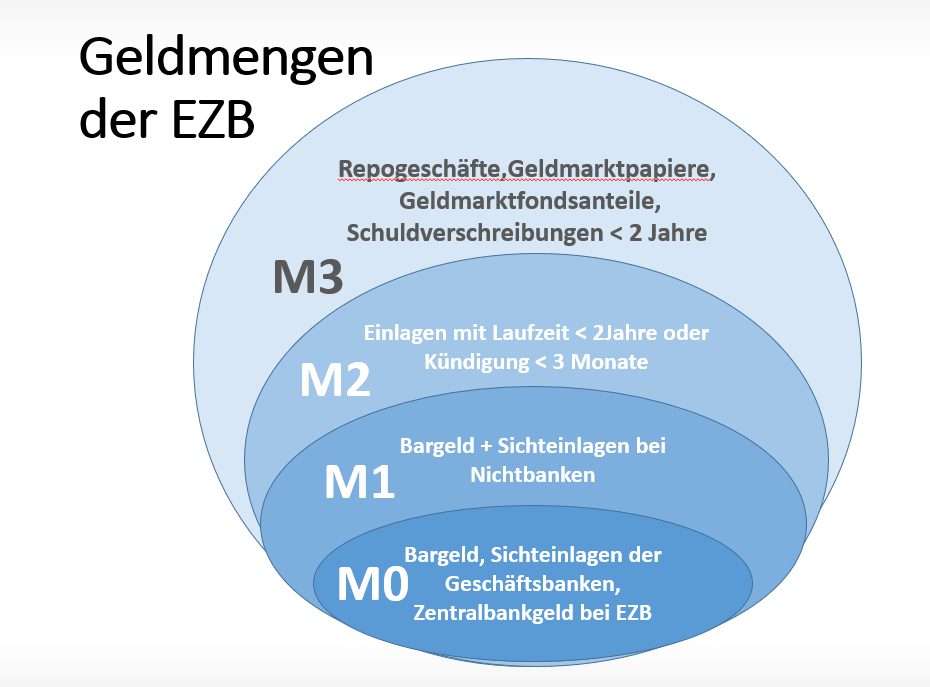 Geldmengen
der EZB
Repogeschäfte,Geldmarktpapiere,
Geldmarktfondsanteile,
Schuldverschreibungen < 2 Jahre
M3
Einlagen mit Laufzeit < 2Jahre oder
Kündigung < 3 Monate
M2
Bargeld + Sichteinlagen bei
Nichtbanken
M1
Bargeld, Sichteinlagen der
Geschäftsbanken,
Zentralbankgeld bei EZB
M0